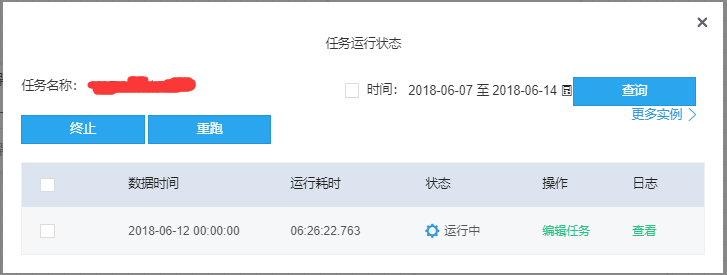 任务运行状态
任务名称：
时间： 2018-06-07 至 2018-06-14 查询
更多实例
终止 重跑
数据时间 运行耗时 状态 操作 日志
2018-06-12 00:00:00 06:26:22.763 运行中 编辑任务 查看